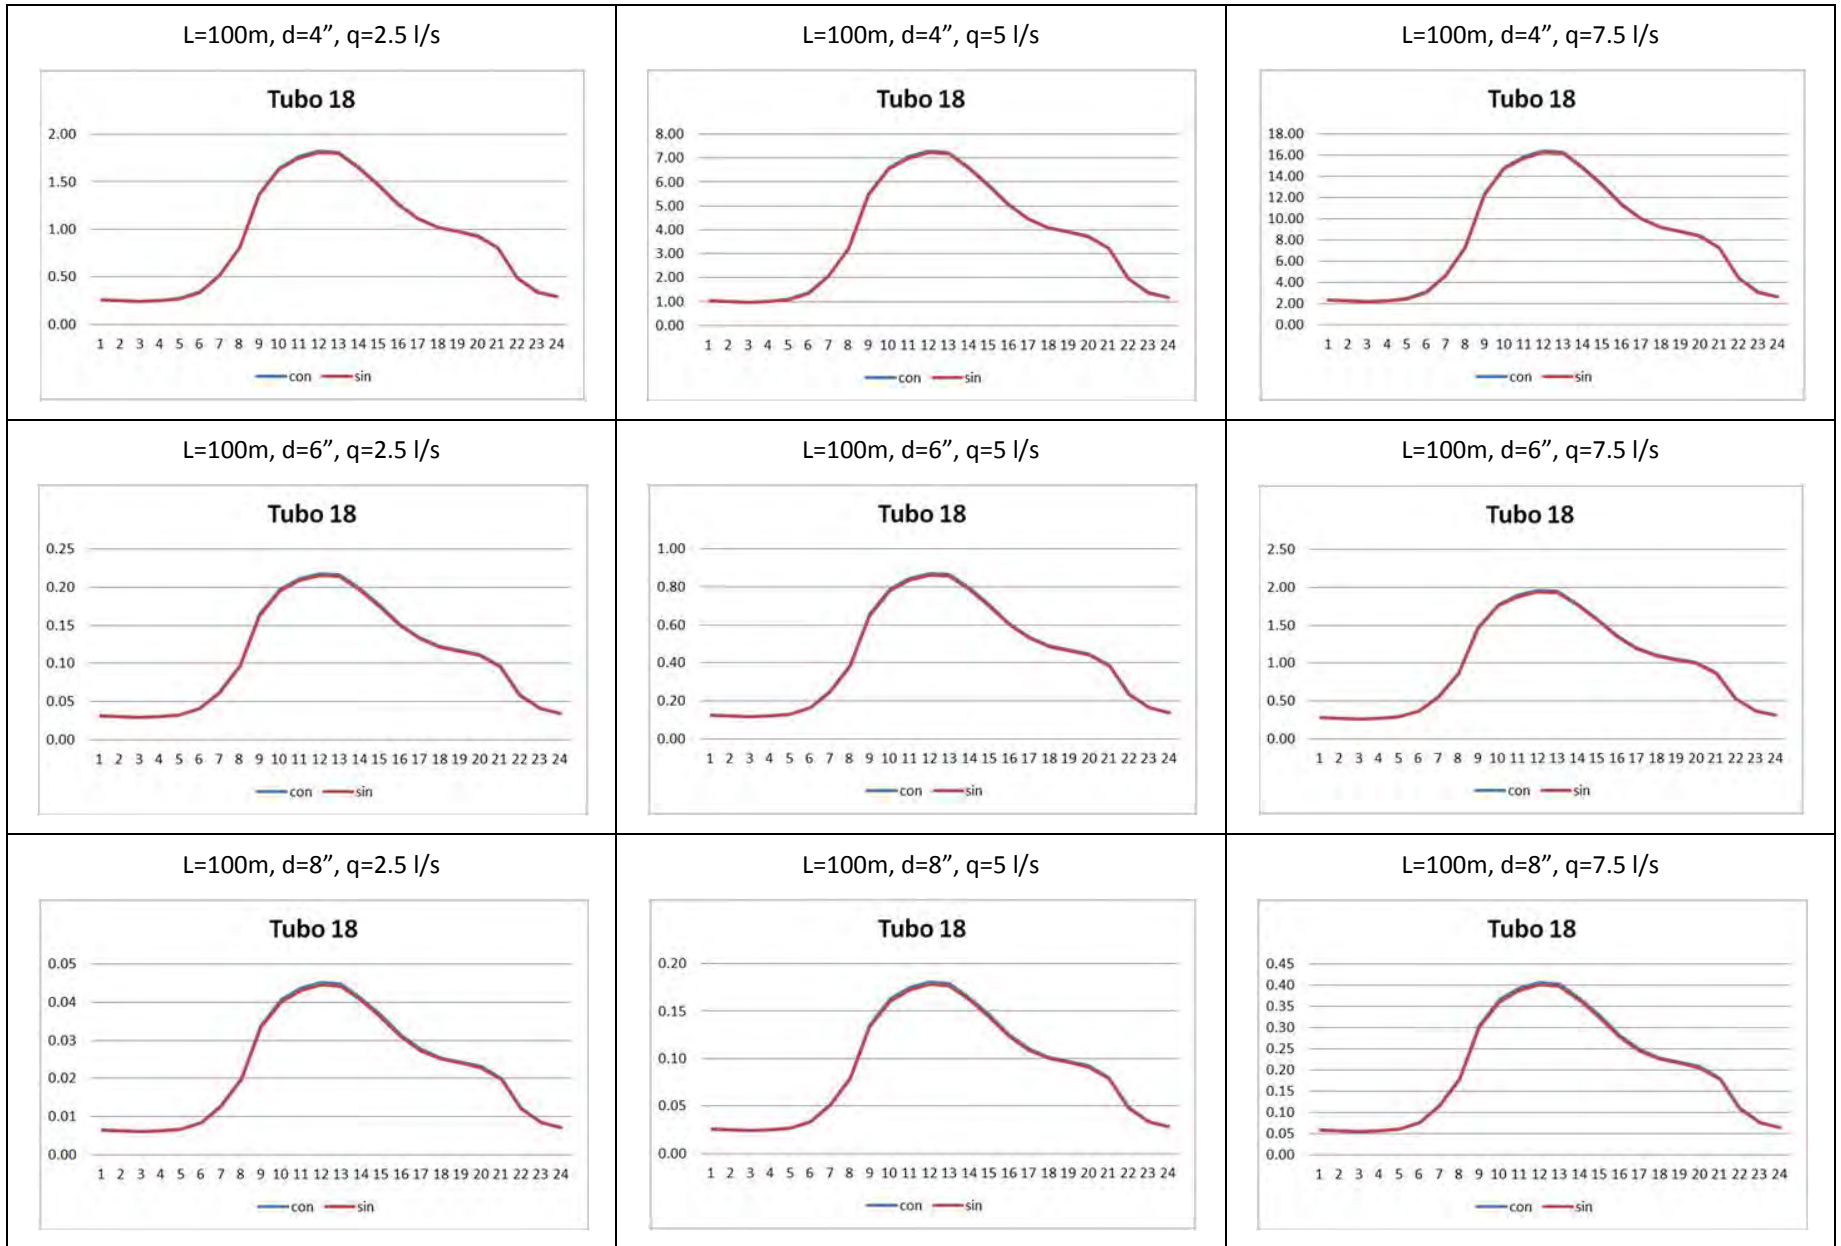 L=100m, d=4”, q=2.5 l/s
Tubo 18
2.00
1.50
1.00
0.50
0.00
1 2 3 4 5 6 7 8 9 10 11 12 13 14 15 16 17 18 19 20 21 22 23 24
con sin
L=100m, d=4”, q=5 l/s
Tubo 18
8.00
7.00
6.00
5.00
4.00
3.00
2.00
1.00
0.00
1 2 3 4 5 6 7 8 9 10 11 12 13 14 15 16 17 18 19 20 21 22 23 24
con sin
L=100m, d=4”, q=7.5 l/s
Tubo 18
18.00
16.00
14.00
12.00
10.00
8.00
6.00
4.00
2.00
0.00
1 2 3 4 5 6 7 8 9 10 11 12 13 14 15 16 17 18 19 20 21 22 23 24
con sin
L=100m, d=6”, q=2.5 l/s
Tubo 18
0.25
0.20
0.15
0.10
0.05
0.00
1 2 3 4 5 6 7 8 9 10 11 12 13 14 15 16 17 18 19 20 21 22 23 24
con sin
L=100m, d=6”, q=5 l/s
Tubo 18
1.00
0.80
0.60
0.40
0.20
0.00
1 2 3 4 5 6 7 8 9 10 11 12 13 14 15 16 17 18 19 20 21 22 23 24
con sin
L=100m, d=6”, q=7.5 l/s
Tubo 18
2.50
2.00
1.50
1.00
0.50
0.00
1 2 3 4 5 6 7 8 9 10 11 12 13 14 15 16 17 18 19 20 21 22 23 24
con sin
L=100m, d=8”, q=2.5 l/s
Tubo 18
0.05
0.04
0.03
0.02
0.01
0.00
1 2 3 4 5 6 7 8 9 10 11 12 13 14 15 16 17 18 19 20 21 22 23 24
con sin
L=100m, d=8”, q=5 l/s
Tubo 18
0.20
0.15
0.10
0.05
0.00
1 2 3 4 5 6 7 8 9 10 11 12 13 14 15 16 17 18 19 20 21 22 23 24
con sin
L=100m, d=8”, q=7.5 l/s
Tubo 18
0.45
0.40
0.35
0.30
0.25
0.20
0.15
0.10
0.05
0.00
1 2 3 4 5 6 7 8 9 10 11 12 13 14 15 16 17 18 19 20 21 22 23 24
con sin